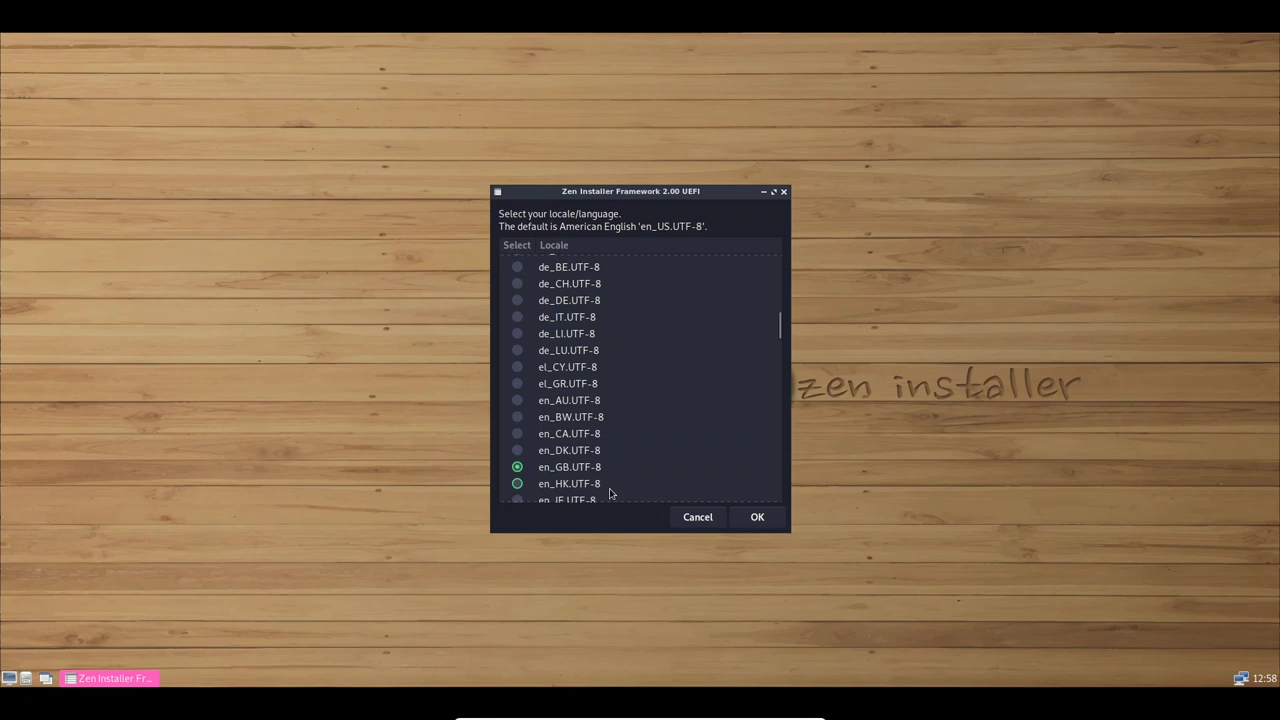 Zen Installer Framework 2.00 UEFI
Select your locale/language.
The default is American English 'en_US.UTF-8'.
Select Locale
de_BE.UTF-8
de_CH.UTF-8
de_DE.UTF-8
de_IT.UTF-8
de_LI.UTF-8
de_LU.UTF-8
el_CY.UTF-8
el_GR.UTF-8
en_AU.UTF-8
en_BW.UTF-8
en_CA.UTF-8
en_DK.UTF-8
en_GB.UTF-8
en_HK.UTF-8
en_IE.UTF-8
Cancel OK
zen installer
Zen Installer Fr...
12:58